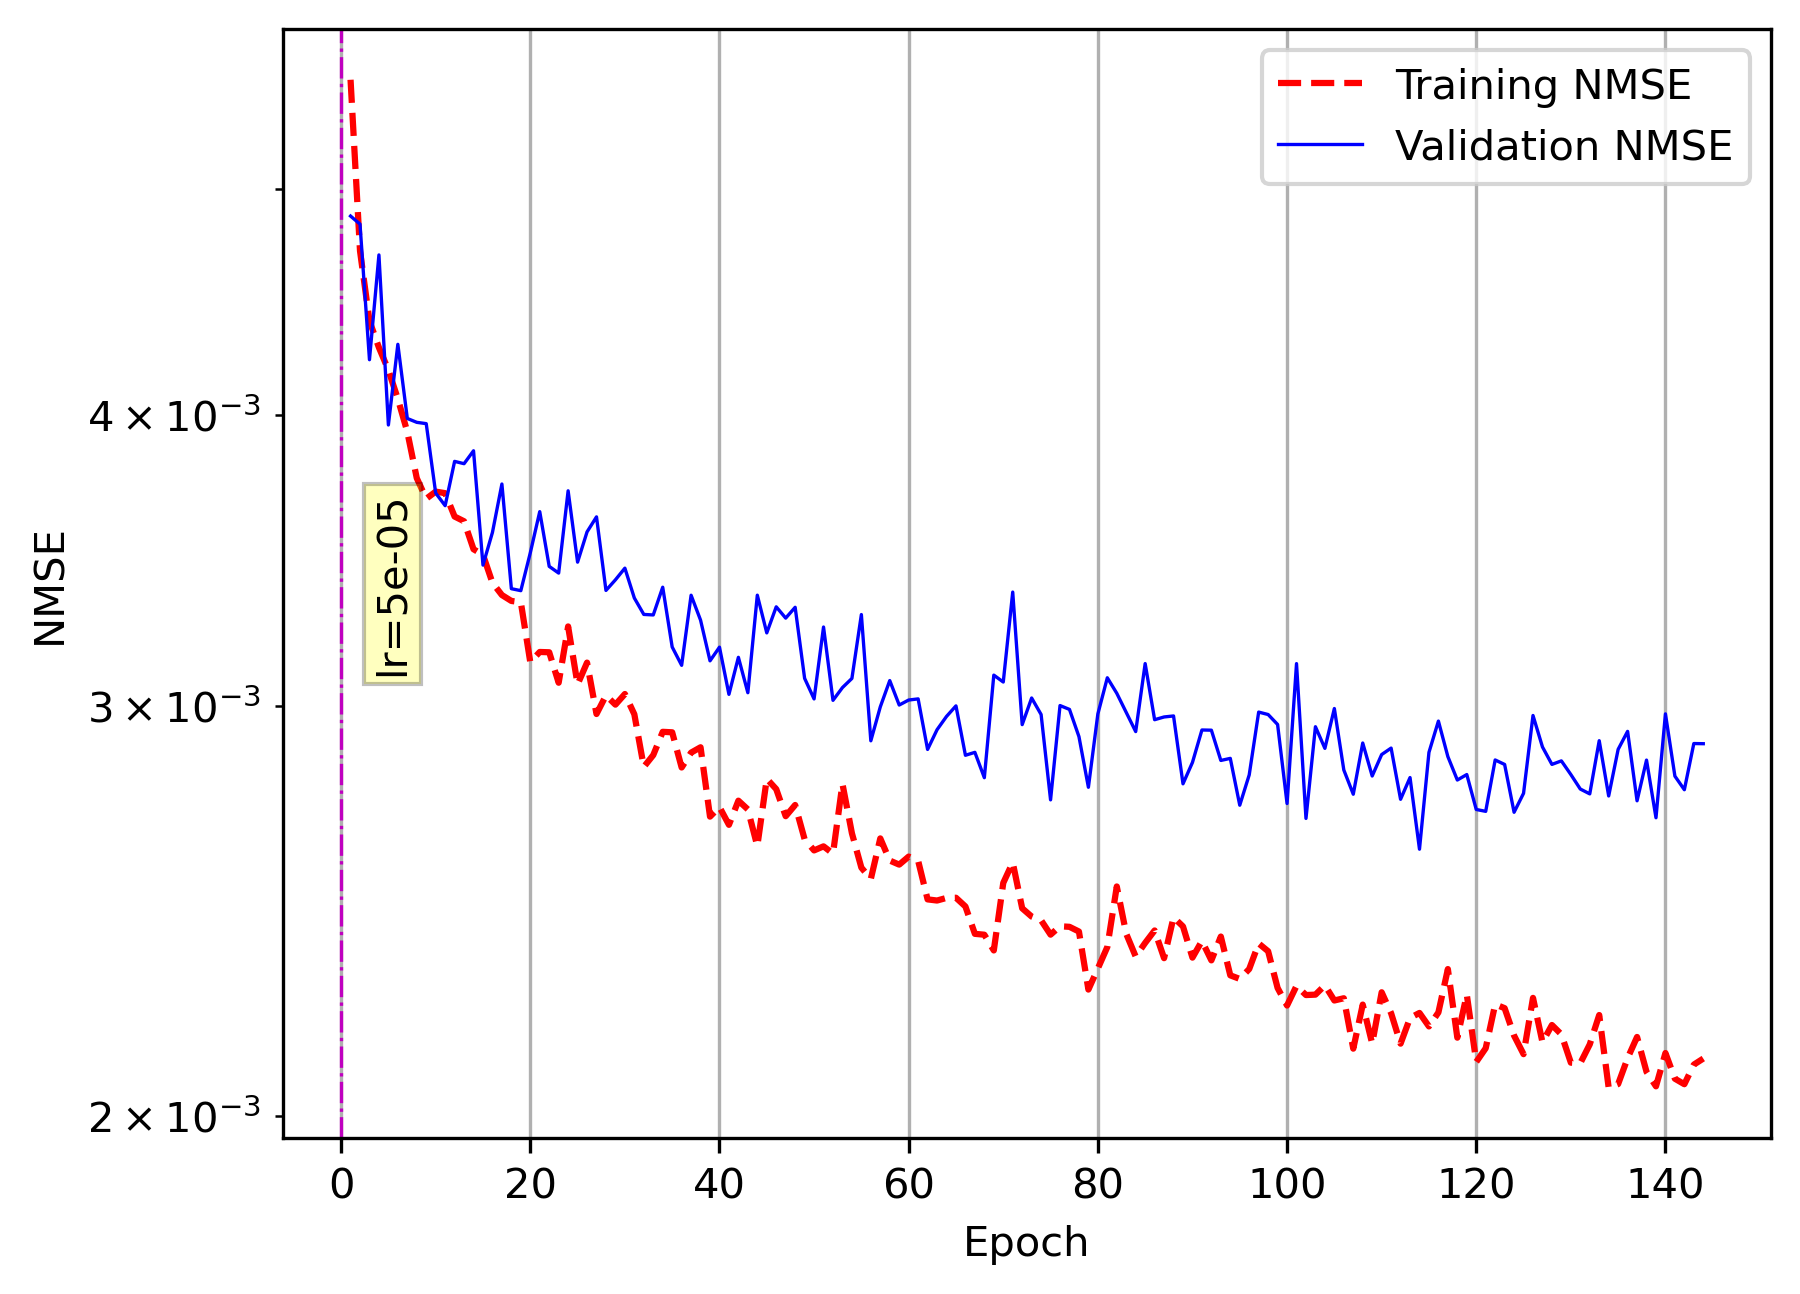 Training NMSE
Validation NMSE
4 × 10⁻³
3 × 10⁻³
2 × 10⁻³
NMSE
lr=5e-05
0 20 40 60 80 100 120 140
Epoch